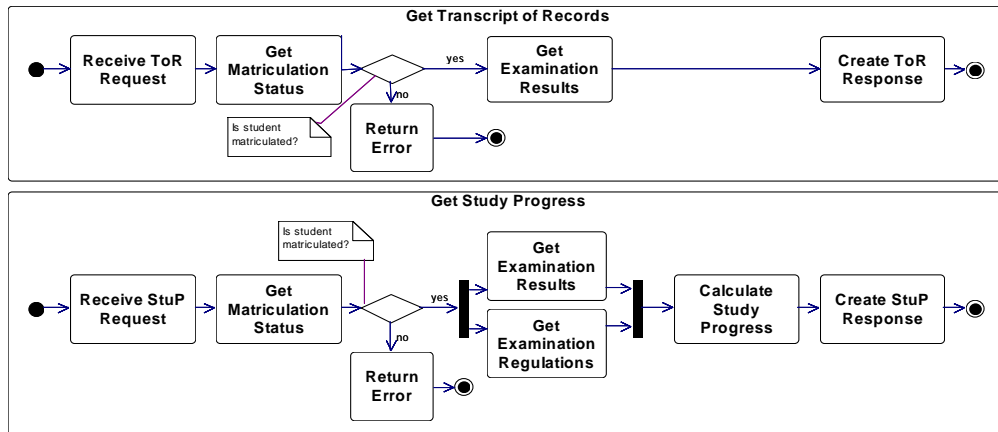 Get Transcript of Records
Receive ToR
Request
Get
Matriculation
Status
yes
no
Is student
matriculated?
Return
Error
Get
Examination
Results
Create ToR
Response
Get Study Progress
Is student
matriculated?
Receive StuP
Request
Get
Matriculation
Status
yes
no
Return
Error
Get
Examination
Results
Get
Examination
Regulations
Calculate
Study
Progress
Create StuP
Response